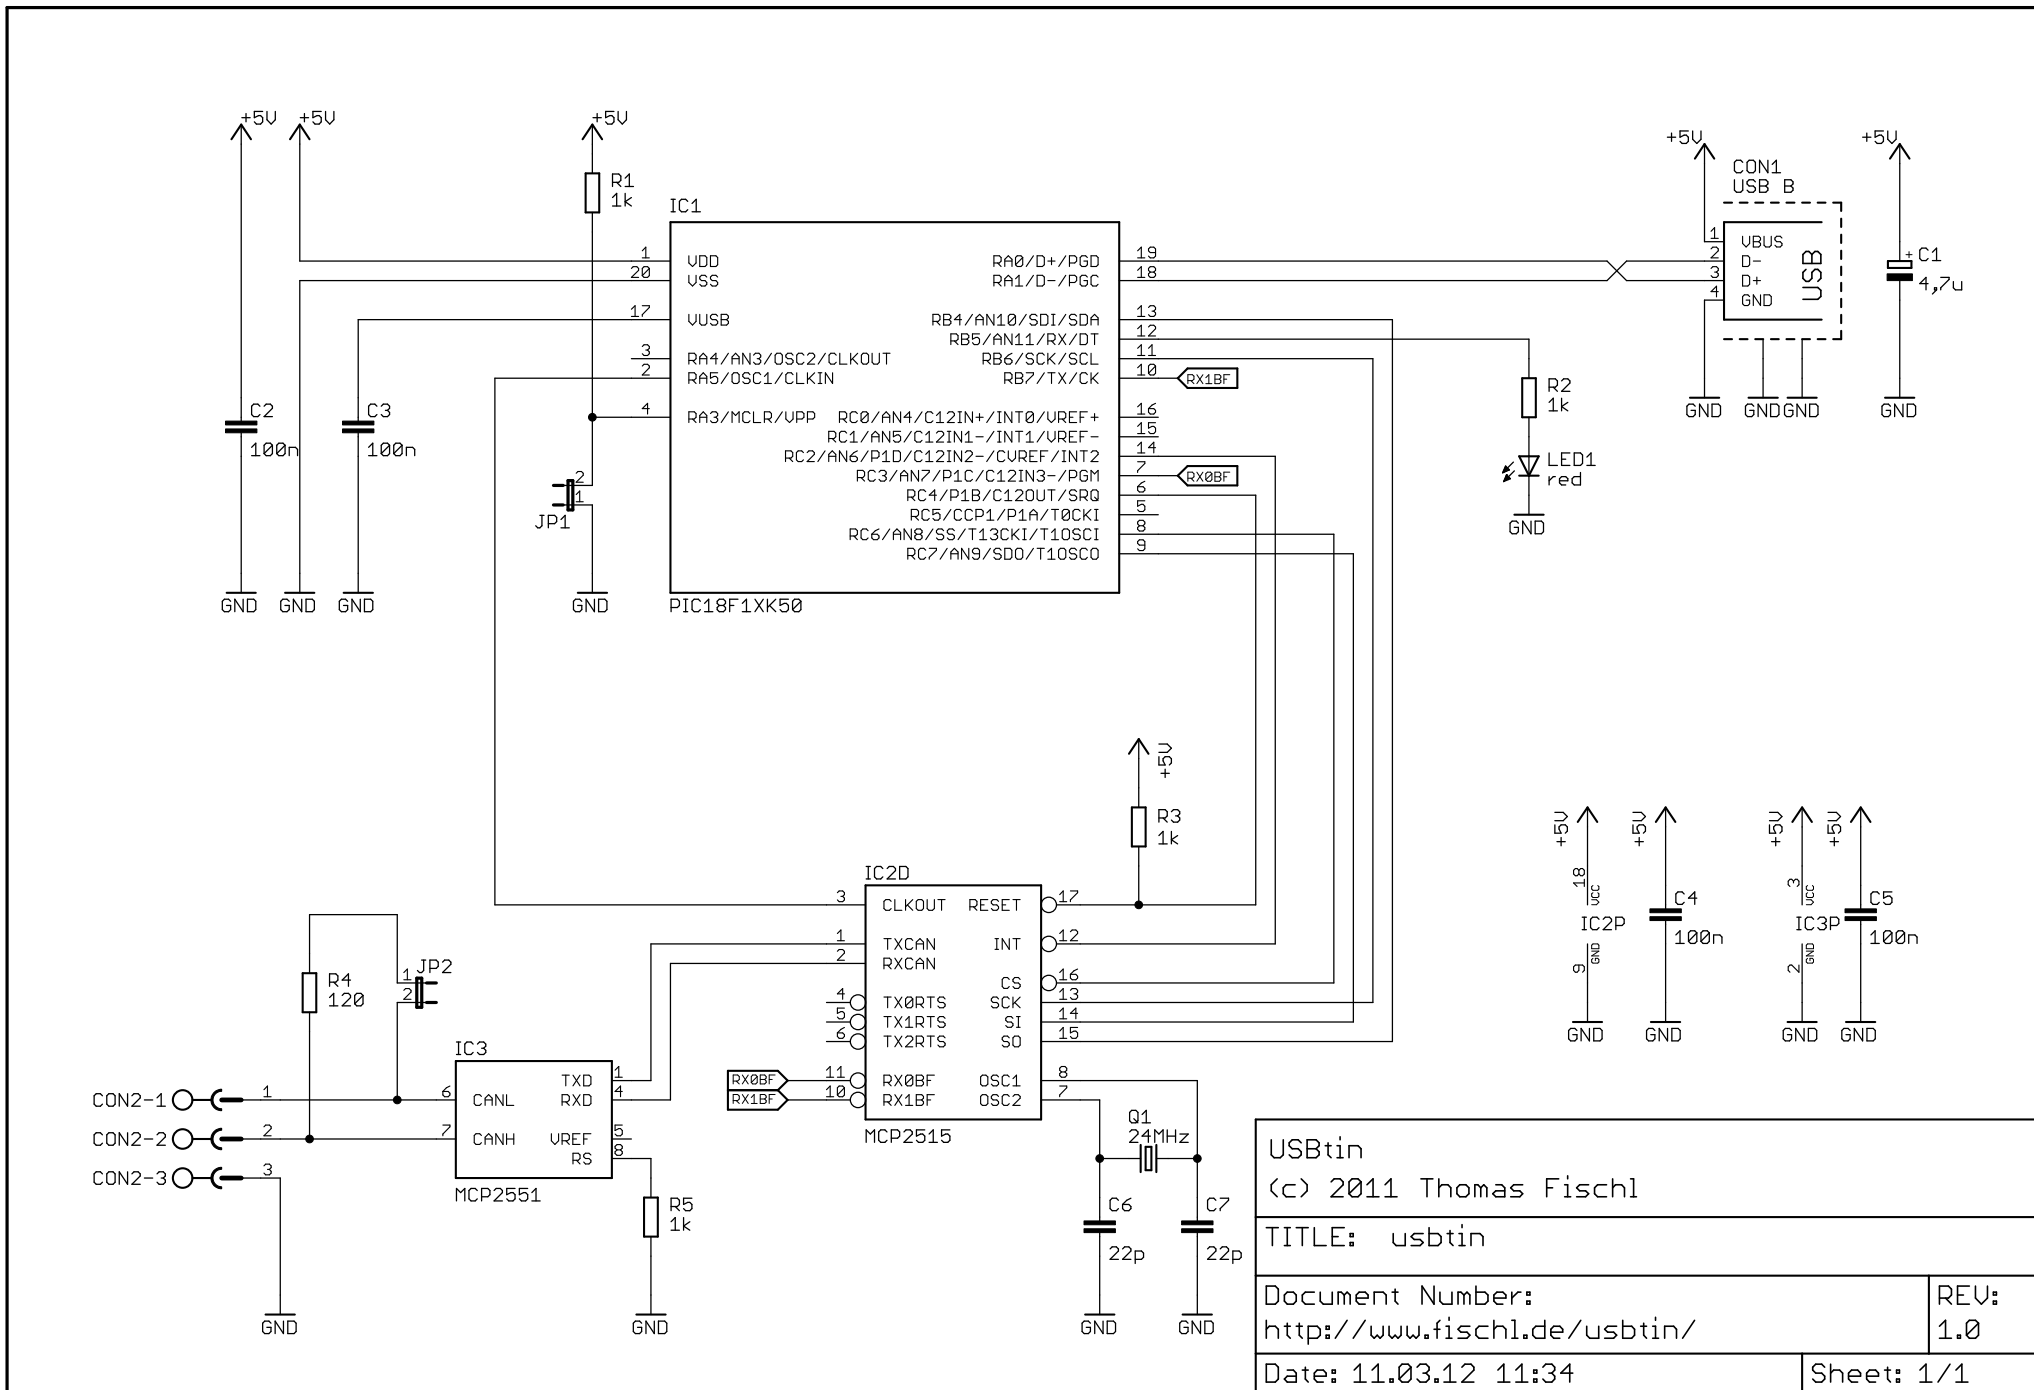 +5V
+5V
+5V
R1
1k
IC1
1
VDD
20
VSS
17
VUSB
3
RA4/AN3/OSC2/CLKOUT
2
RA5/OSC1/CLKIN
4
RA3/MCLR/VPP
RA0/D+/PGD
19
RA1/D-/PGC
18
RB4/AN10/SDI/SDA
13
RB5/AN11/RX/DT
12
RB6/SCK/SCL
11
RB7/TX/CK
10
RX1BF
RC0/AN4/C12IN+/INT0/VREF+
16
RC1/AN5/C12IN1-/INT1/VREF-
15
RC2/AN6/P1D/C12IN2-/CVREF/INT2
14
RC3/AN7/P1C/C12IN3-/PGM
7
RX0BF
RC4/P1B/C12OUT/SRQ
6
RC5/CCP1/P1A/T0CKI
5
RC6/AN8/SS/T13CKI/T1OSCI
8
RC7/AN9/SDO/T1OSCO
9
PIC18F1XK50
C2
100n
C3
100n
2
1
JP1
GND
GND
GND
GND
+5V
CON1
USB B
1
VBUS
2
D-
3
D+
4
GND
USB
+5V
+
C1
4,7u
GND
GND
GND
GND
R2
1k
LED1
red
GND
+5V
R3
1k
IC2D
3
CLKOUT
1
TXCAN
2
RXCAN
4
TX0RTS
5
TX1RTS
6
TX2RTS
RX0BF
11
RX0BF
RX1BF
10
RX1BF
RESET
17
INT
12
CS
16
SCK
13
SI
14
SO
15
OSC1
8
OSC2
7
MCP2515
Q1
24MHz
C6
22p
C7
22p
GND
GND
+5V
18
VCC
IC2P
9
GND
GND
+5V
C4
100n
GND
+5V
3
VCC
IC3P
2
GND
GND
+5V
C5
100n
GND
R4
120
1
2
JP2
IC3
6
CANL
7
CANH
TXD
1
RXD
4
VREF
5
RS
8
MCP2551
CON2-1
1
CON2-2
2
CON2-3
3
R5
1k
GND
GND
USBtin
(c) 2011 Thomas Fischl
TITLE: usbtin
Document Number:
http://www.fischl.de/usbtin/
REV:
1.0
Date: 11.03.12 11:34
Sheet: 1/1